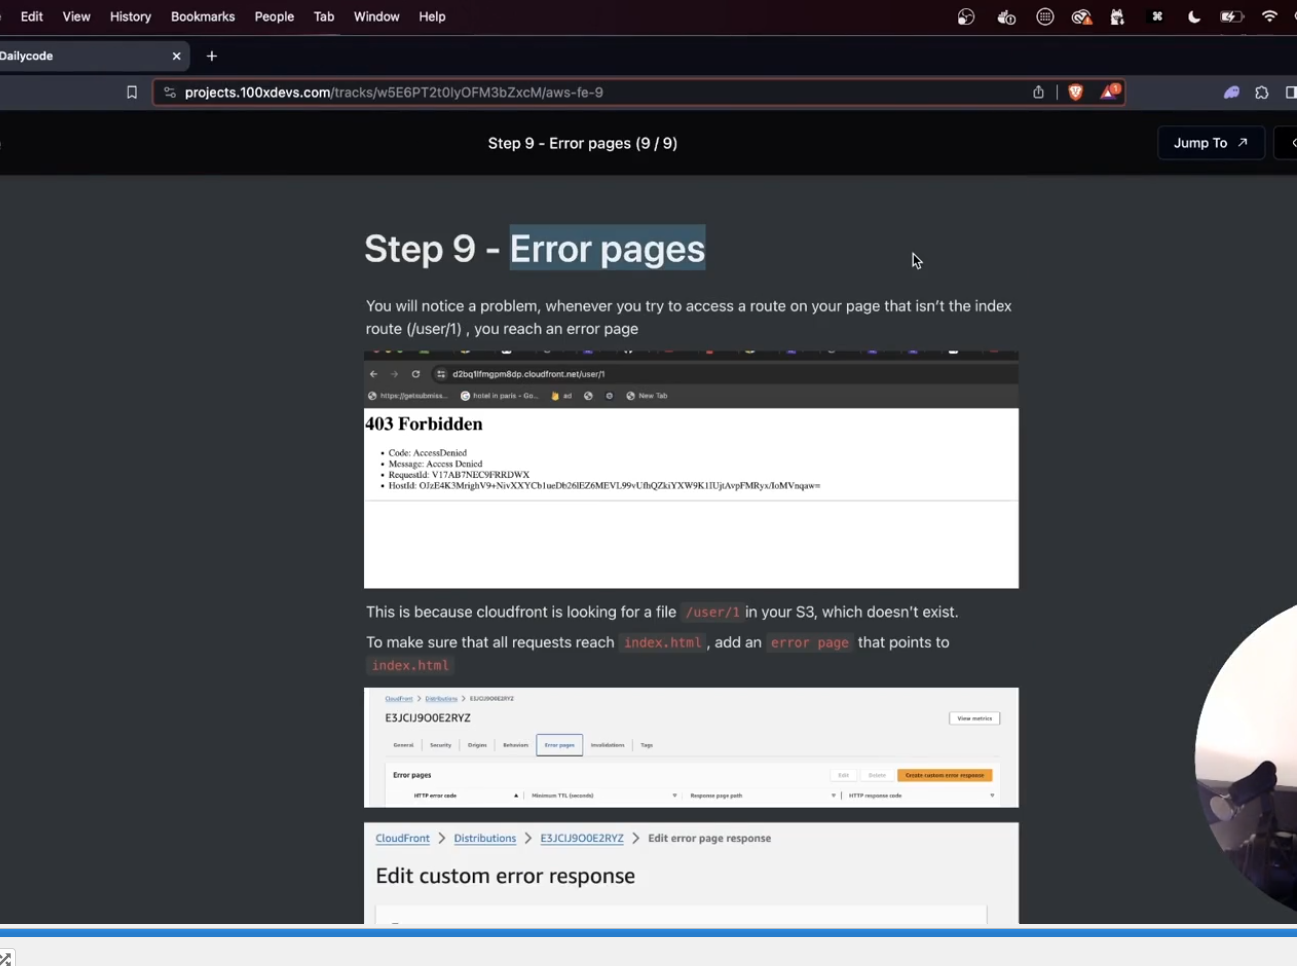 Edit View History Bookmarks People Tab Window Help
Dailycode
projects.100xdevs.com/tracks/w5E6PT2t0IyOFM3bZxcM/aws-fe-9
Step 9 - Error pages (9 / 9)
Jump To
Step 9 - Error pages
You will notice a problem, whenever you try to access a route on your page that isn't the index
route (/user/1) , you reach an error page
d2bq1lfmgpm8dp.cloudfront.net/user/1
https://getsubmiss... hotel in paris - Go... ad New Tab
403 Forbidden
• Code: AccessDenied
• Message: Access Denied
• RequestId: V17AB7NEC9FRRDWX
• HostId:
This is because cloudfront is looking for a file /user/1 in your S3, which doesn't exist.
To make sure that all requests reach index.html , add an error page that points to
index.html
CloudFront > Distributions > E3JCIJ9O0E2RYZ
E3JCIJ9O0E2RYZ
View metrics
General Security Origins Behaviors Error pages Invalidations Tags
Error pages
Edit Delete Create custom error response
HTTP error code Minimum TTL (seconds) Response page path HTTP response code
CloudFront > Distributions > E3JCIJ9O0E2RYZ > Edit error page response
Edit custom error response